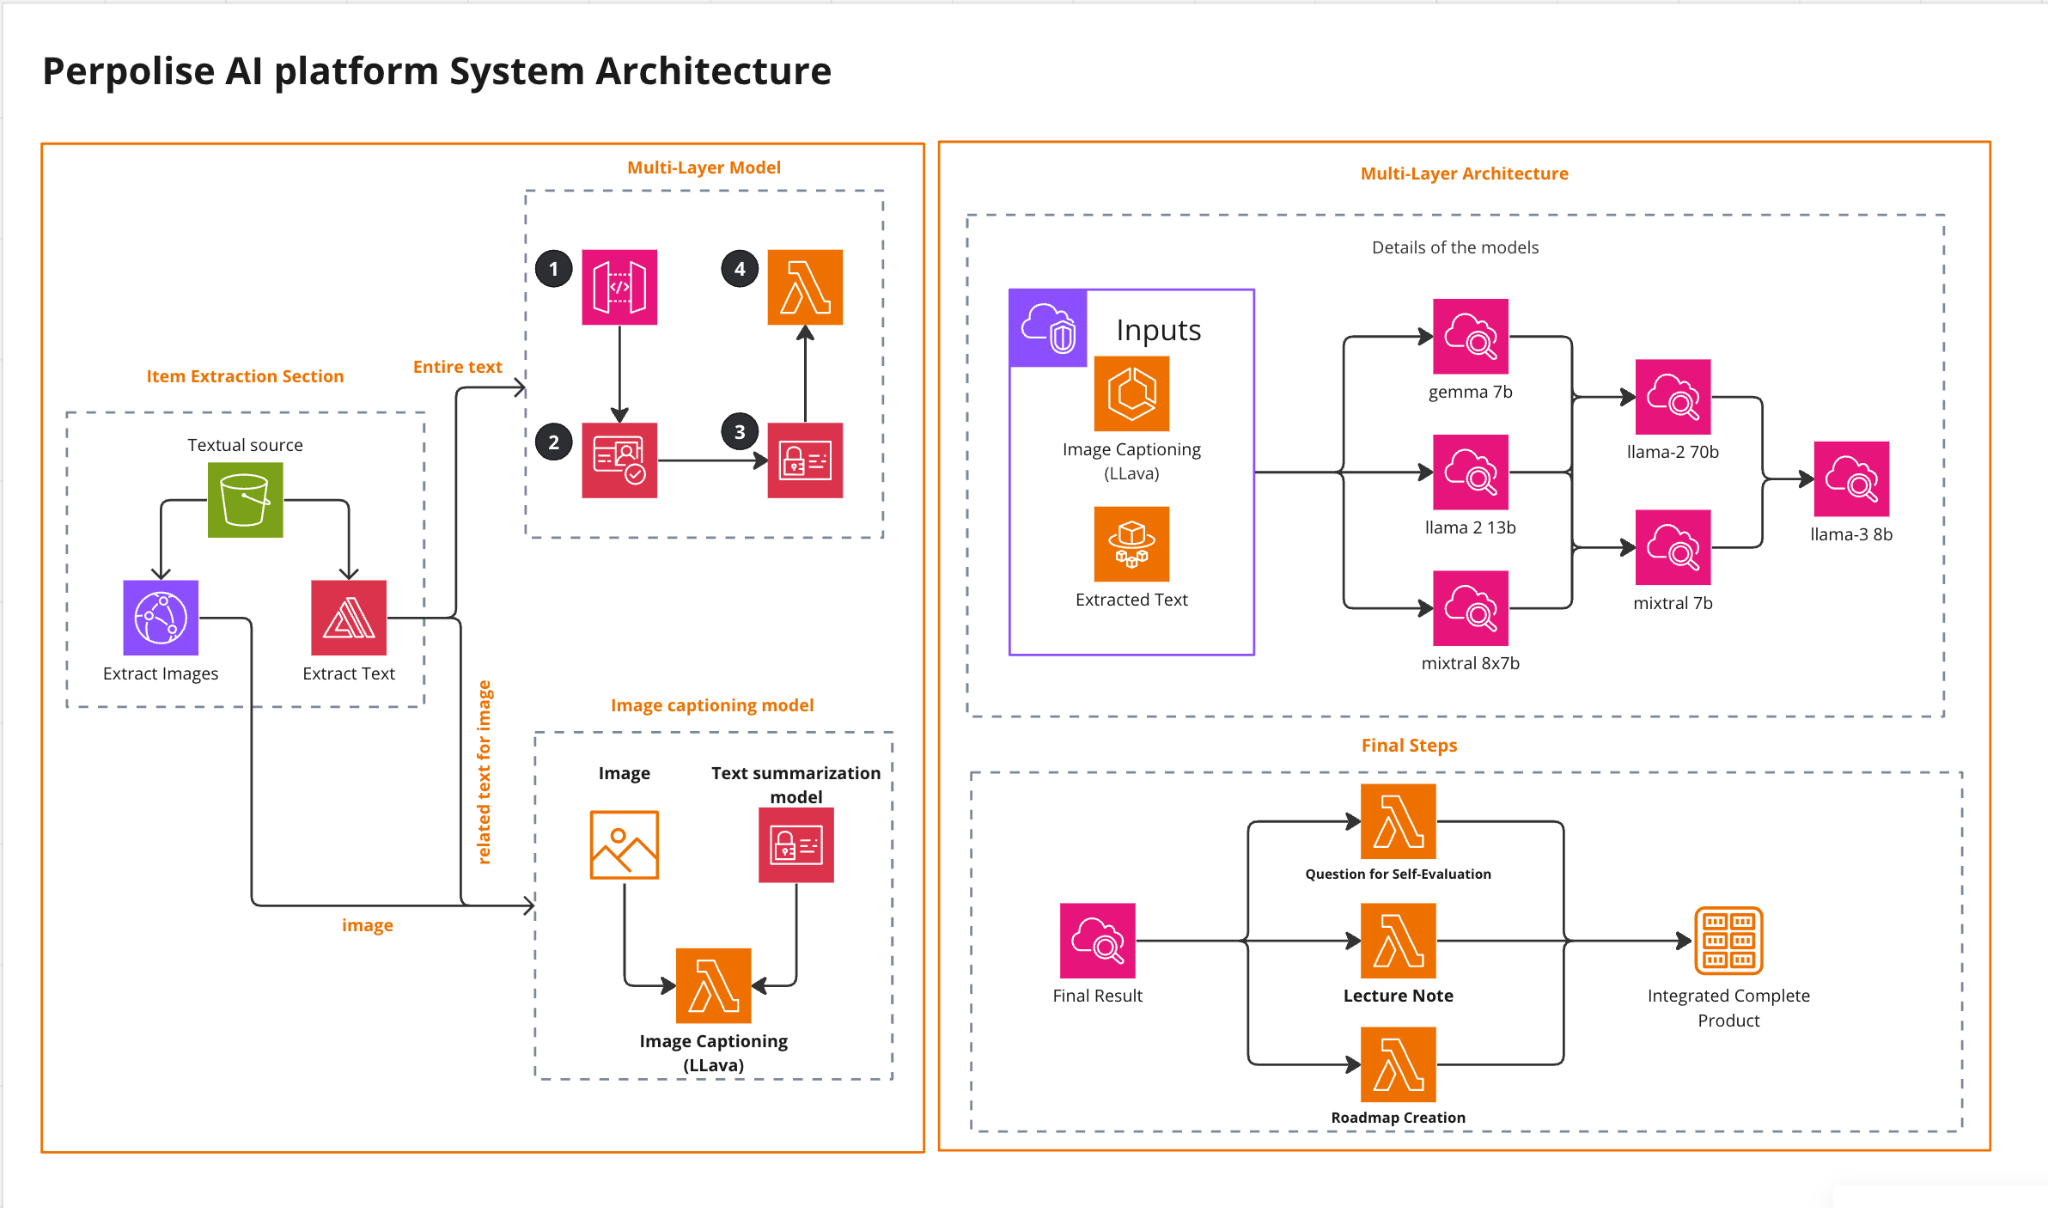 Perpolise AI platform System Architecture
Multi-Layer Model
1
4
2
3
Entire text
Item Extraction Section
Textual source
Extract Images
Extract Text
related text for image
image
Image captioning model
Image
Text summarization
model
Image Captioning
(LLava)
Multi-Layer Architecture
Details of the models
Inputs
Image Captioning
(LLava)
Extracted Text
gemma 7b
llama 2 13b
mixtral 8x7b
llama-2 70b
mixtral 7b
llama-3 8b
Final Steps
Final Result
Question for Self-Evaluation
Lecture Note
Roadmap Creation
Integrated Complete
Product